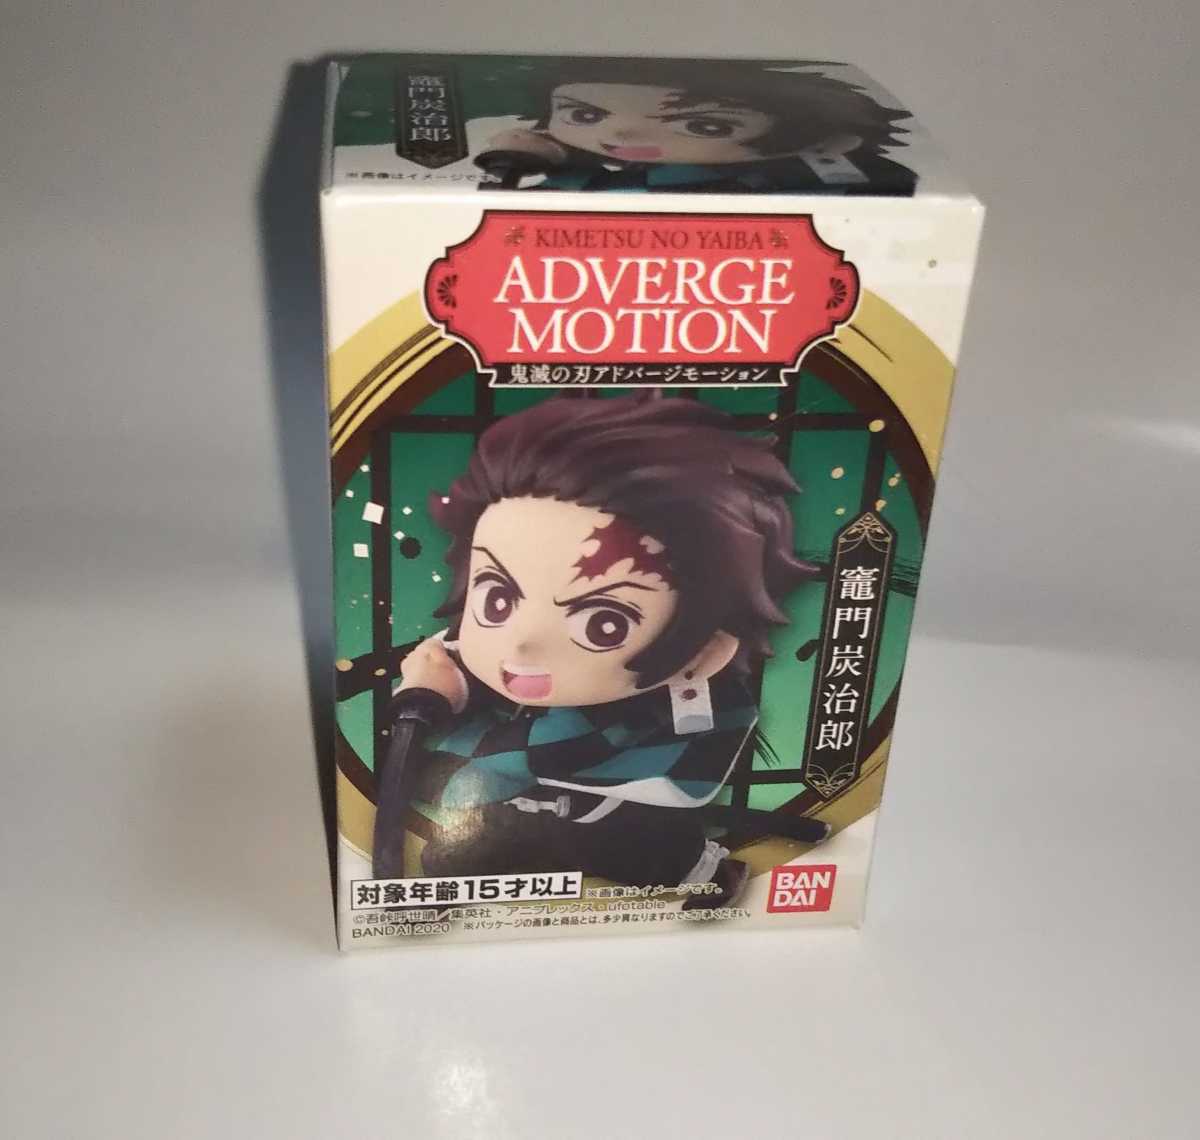 竈門炭治郎
※画像はイメージです。
KIMETSU NO YAIBA
ADVERGE
MOTION
鬼滅の刃アドバージモーション
竈門炭治郎
対象年齢15才以上
※画像はイメージです。
©吾峠呼世晴／集英社・アニプレックス・ufotable
BANDAI 2020 ※パッケージの画像と商品とは、多少異なりますのでご了承ください。
BAN
DAI